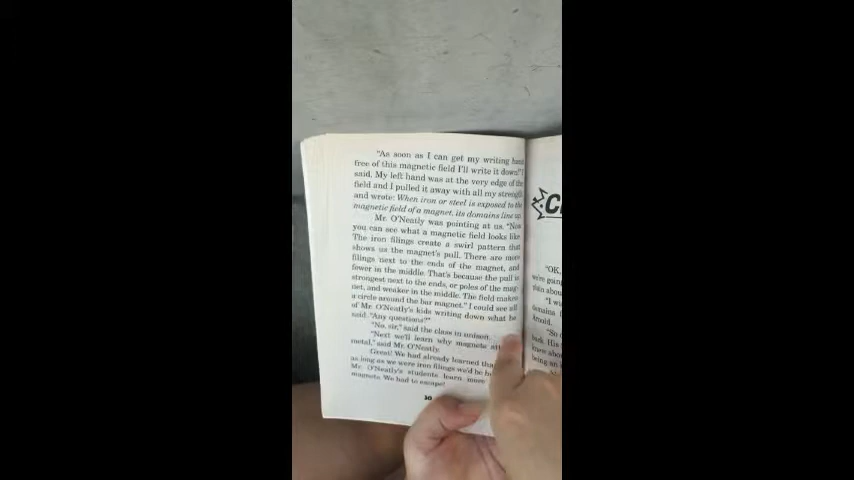 "As soon as I can get my writing hand
free of this magnetic field I'll write it down," I
said. My left hand was at the very edge of the
field and I pulled it away with all my strength
and wrote: When iron or steel is exposed to the
magnetic field of a magnet, its domains line up.
Mr. O'Neatly was pointing at us. "Now
you can see what a magnetic field looks like.
The iron filings create a swirl pattern that
shows us the magnet's pull. There are more
filings next to the ends of the magnet, and
fewer in the middle. That's because the pull is
strongest next to the ends, or poles of the mag-
net, and weaker in the middle. The field makes
a circle around the bar magnet." I could see all
of Mr. O'Neatly's kids writing down what he
said. "Any questions?"
"No, sir," said the class in unison.
"Next we'll learn why magnets
metal," said Mr. O'Neatly.
Great! We had already learned that
as long as we were iron filings we'd be
Mr. O'Neatly's students learn more
magnets. We had to escape!
30
"OK,
we're going
"I
domains
Arnold.
"So
bark. His
knew abou
being an